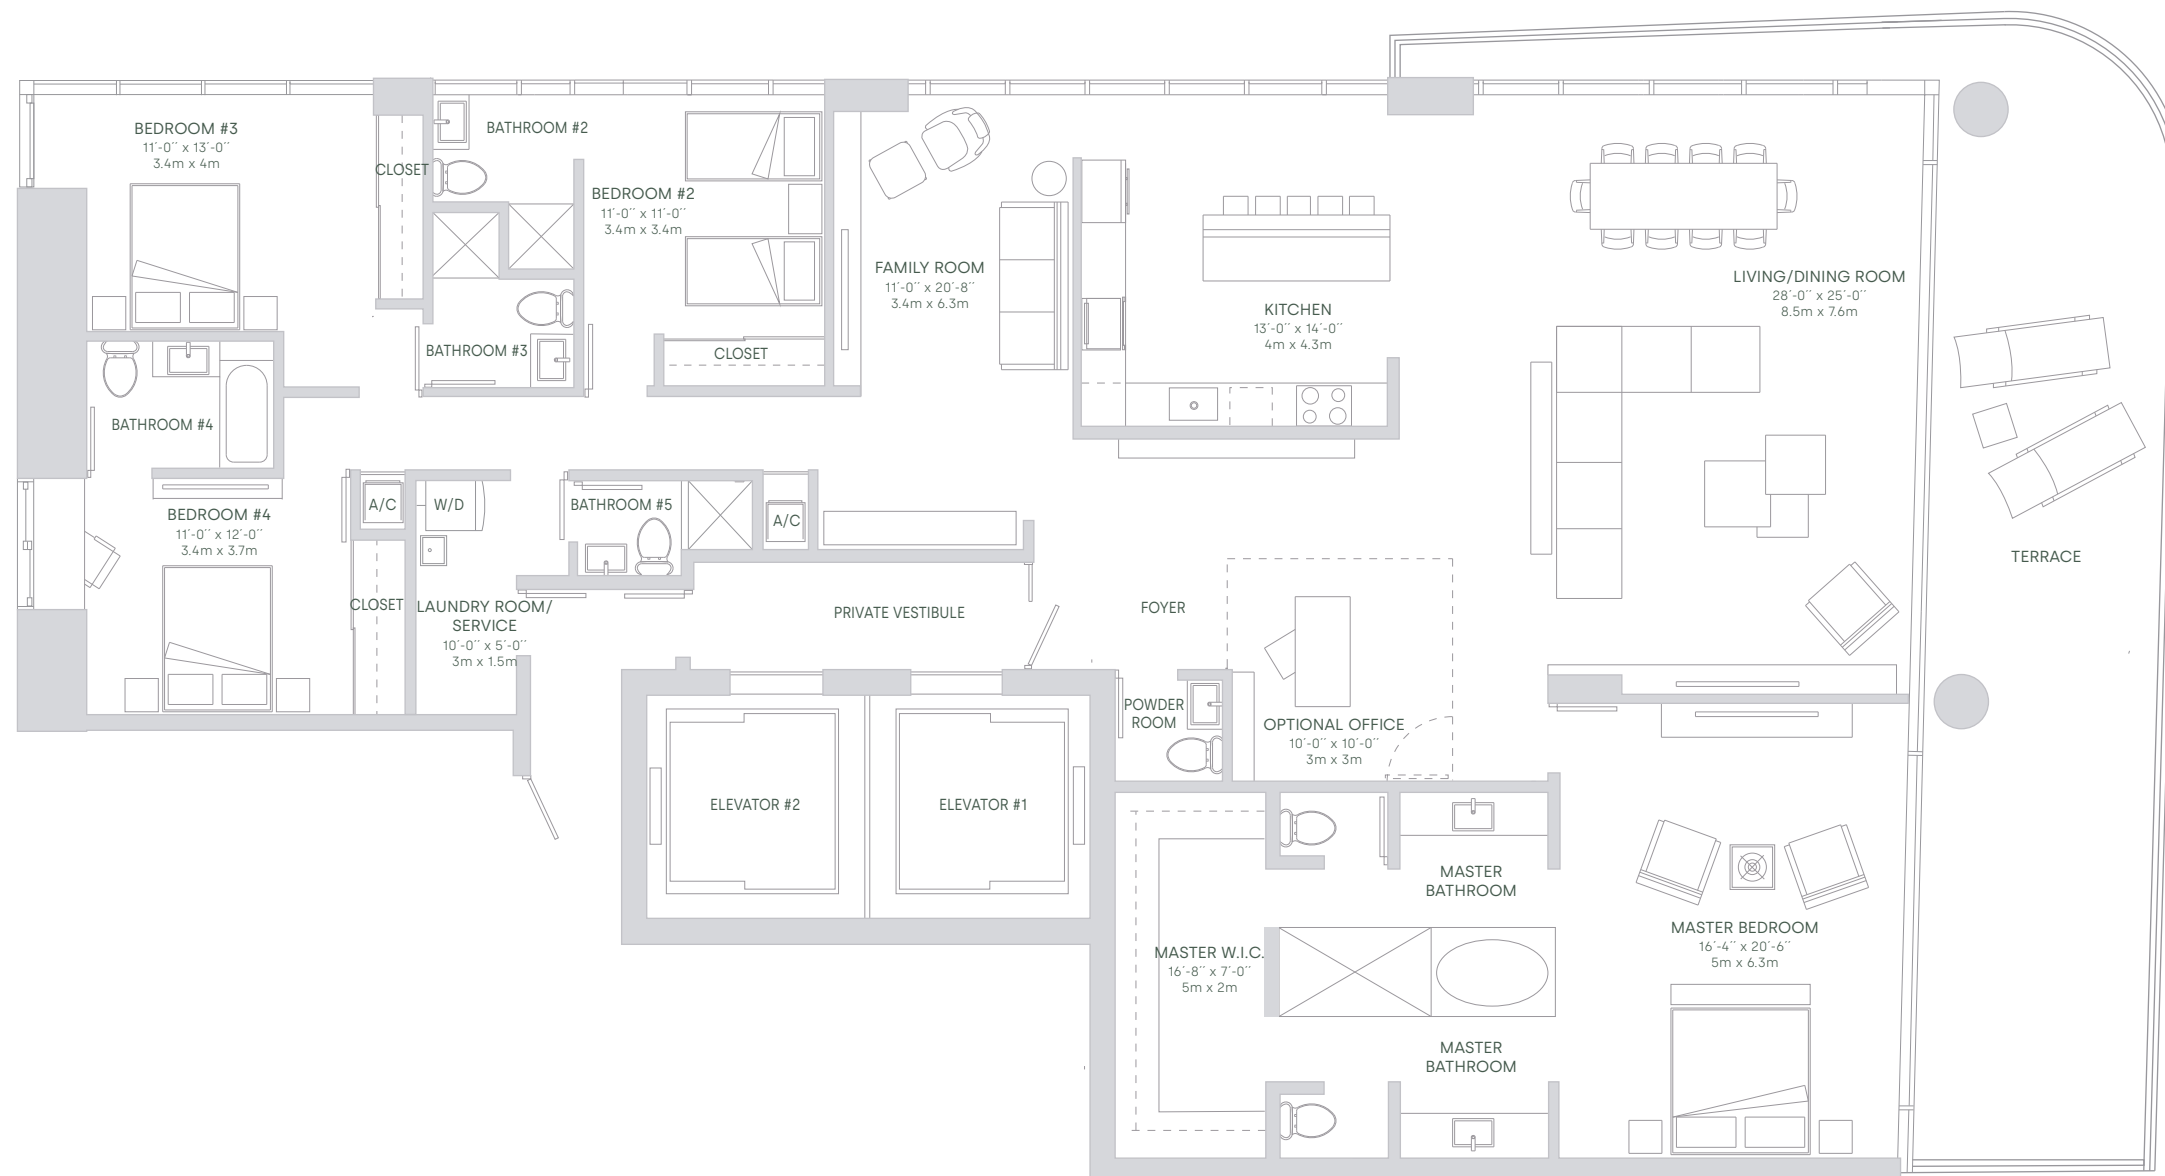 BEDROOM #3
11´-0´´ x 13´-0´´
3.4m x 4m
CLOSET
BATHROOM #2
BEDROOM #2
11´-0´´ x 11´-0´´
3.4m x 3.4m
FAMILY ROOM
11´-0´´ x 20´-8´´
3.4m x 6.3m
KITCHEN
13´-0´´ x 14´-0´´
4m x 4.3m
LIVING/DINING ROOM
28´-0´´ x 25´-0´´
8.5m x 7.6m
BATHROOM #3
CLOSET
BATHROOM #4
BEDROOM #4
11´-0´´ x 12´-0´´
3.4m x 3.7m
A/C
W/D
BATHROOM #5
A/C
TERRACE
CLOSET
LAUNDRY ROOM/
SERVICE
10´-0´´ x 5´-0´´
3m x 1.5m
PRIVATE VESTIBULE
FOYER
POWDER
ROOM
OPTIONAL OFFICE
10´-0´´ x 10´-0´´
3m x 3m
ELEVATOR #2
ELEVATOR #1
MASTER
BATHROOM
MASTER W.I.C.
16´-8´´ x 7´-0´´
5m x 2m
MASTER BEDROOM
16´-4´´ x 20´-6´´
5m x 6.3m
MASTER
BATHROOM